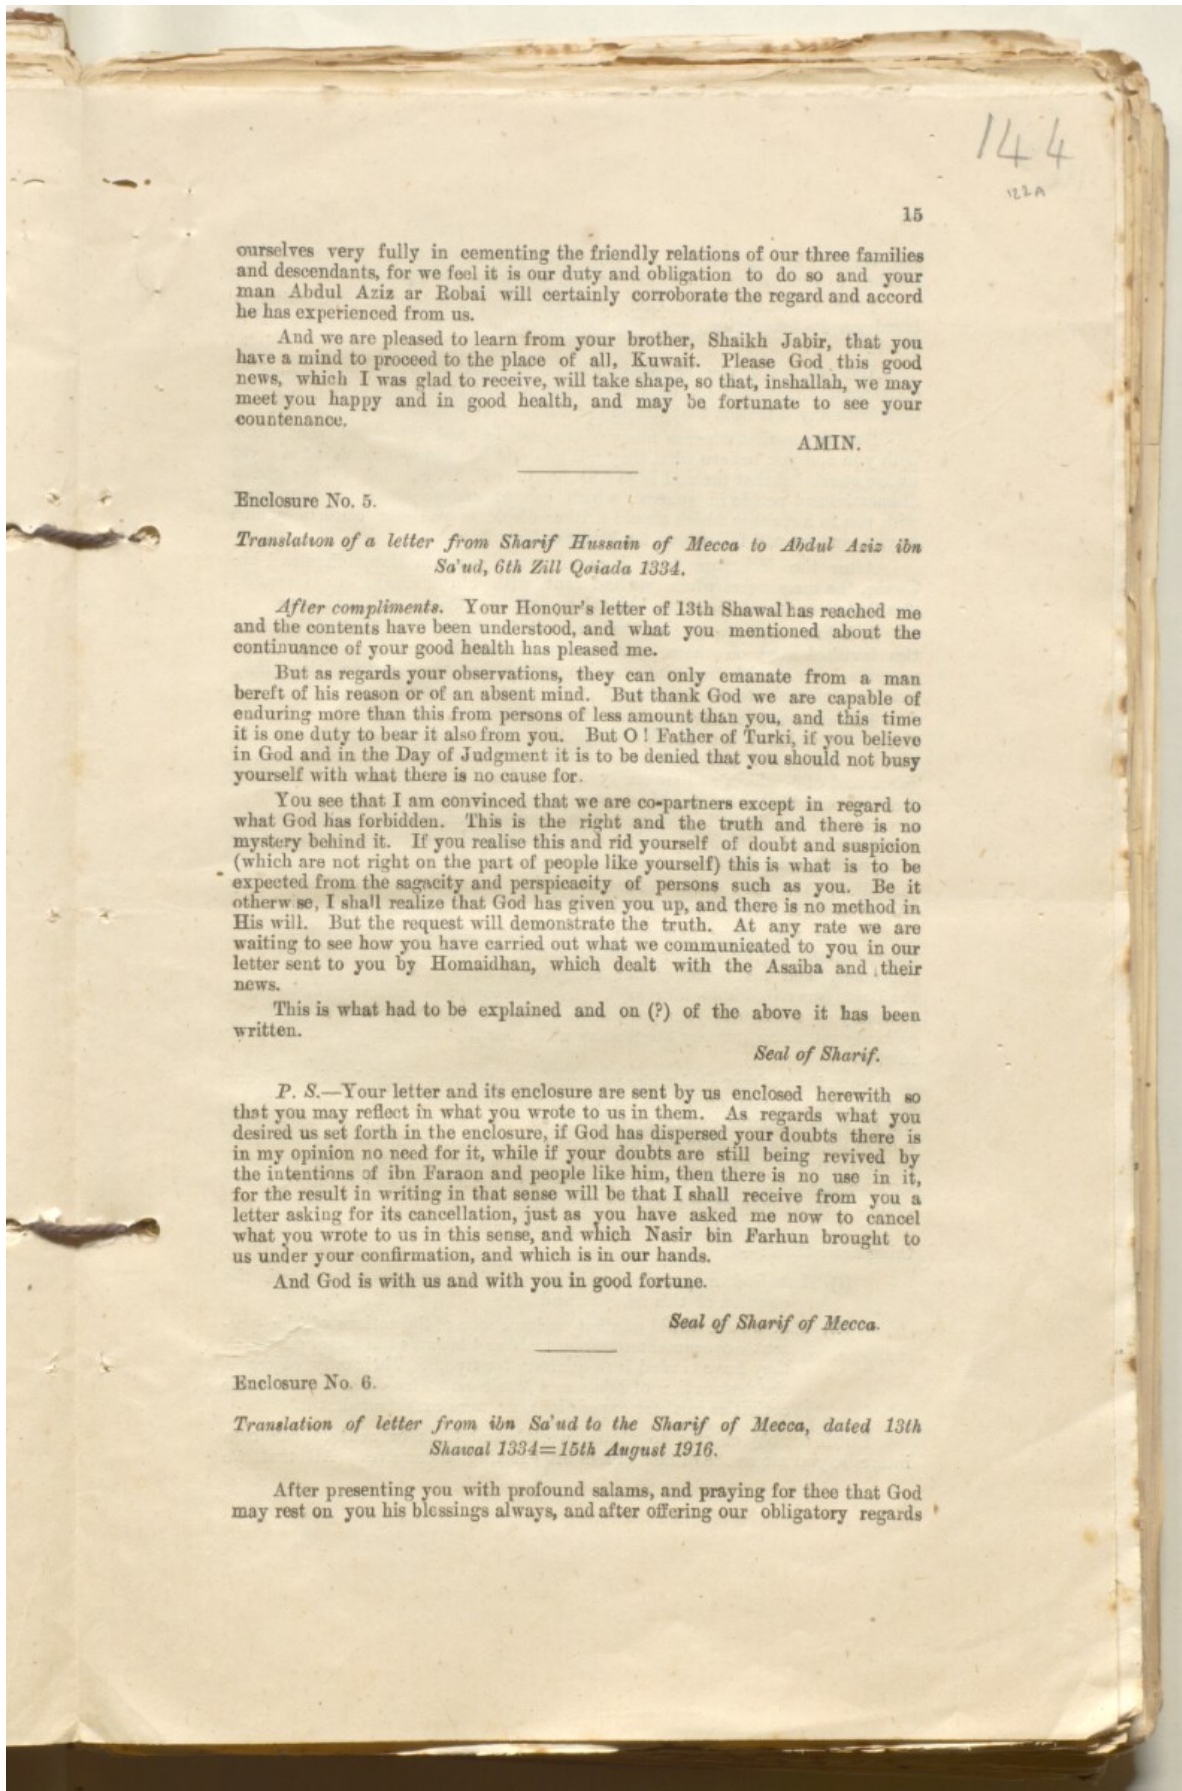 144
122A
15
ourselves very fully in cementing the friendly relations of our three families
and descendants, for we feel it is our duty and obligation to do so and your
man Abdul Aziz ar Robai will certainly corroborate the regard and accord
he has experienced from us.
And we are pleased to learn from your brother, Shaikh Jabir, that you
have a mind to proceed to the place of all, Kuwait. Please God this good
news, which I was glad to receive, will take shape, so that, inshallah, we may
meet you happy and in good health, and may be fortunate to see your
countenance.
AMIN.
Enclosure No. 5.
Translation of a letter from Sharif Hussain of Mecca to Abdul Aziz ibn
Sa'ud, 6th Zill Qaiada 1334.
After compliments. Your Honour's letter of 13th Shawal has reached me
and the contents have been understood, and what you mentioned about the
continuance of your good health has pleased me.
But as regards your observations, they can only emanate from a man
bereft of his reason or of an absent mind. But thank God we are capable of
enduring more than this from persons of less amount than you, and this time
it is one duty to bear it also from you. But O! Father of Turki, if you believe
in God and in the Day of Judgment it is to be denied that you should not busy
yourself with what there is no cause for.
You see that I am convinced that we are co-partners except in regard to
what God has forbidden. This is the right and the truth and there is no
mystery behind it. If you realise this and rid yourself of doubt and suspicion
(which are not right on the part of people like yourself) this is what is to be
expected from the sagacity and perspicacity of persons such as you. Be it
otherw se, I shall realize that God has given you up, and there is no method in
His will. But the request will demonstrate the truth. At any rate we are
waiting to see how you have carried out what we communicated to you in our
letter sent to you by Homaidhan, which dealt with the Asaiba and their
news.
This is what had to be explained and on (?) of the above it has been
written.
Seal of Sharif.
P. S.—Your letter and its enclosure are sent by us enclosed herewith so
that you may reflect in what you wrote to us in them. As regards what you
desired us set forth in the enclosure, if God has dispersed your doubts there is
in my opinion no need for it, while if your doubts are still being revived by
the intentions of ibn Faraon and people like him, then there is no use in it,
for the result in writing in that sense will be that I shall receive from you a
letter asking for its cancellation, just as you have asked me now to cancel
what you wrote to us in this sense, and which Nasir bin Farhun brought to
us under your confirmation, and which is in our hands.
And God is with us and with you in good fortune.
Seal of Sharif of Mecca.
Enclosure No. 6.
Translation of letter from ibn Sa'ud to the Sharif of Mecca, dated 13th
Shawal 1334=15th August 1916.
After presenting you with profound salams, and praying for thee that God
may rest on you his blessings always, and after offering our obligatory regards